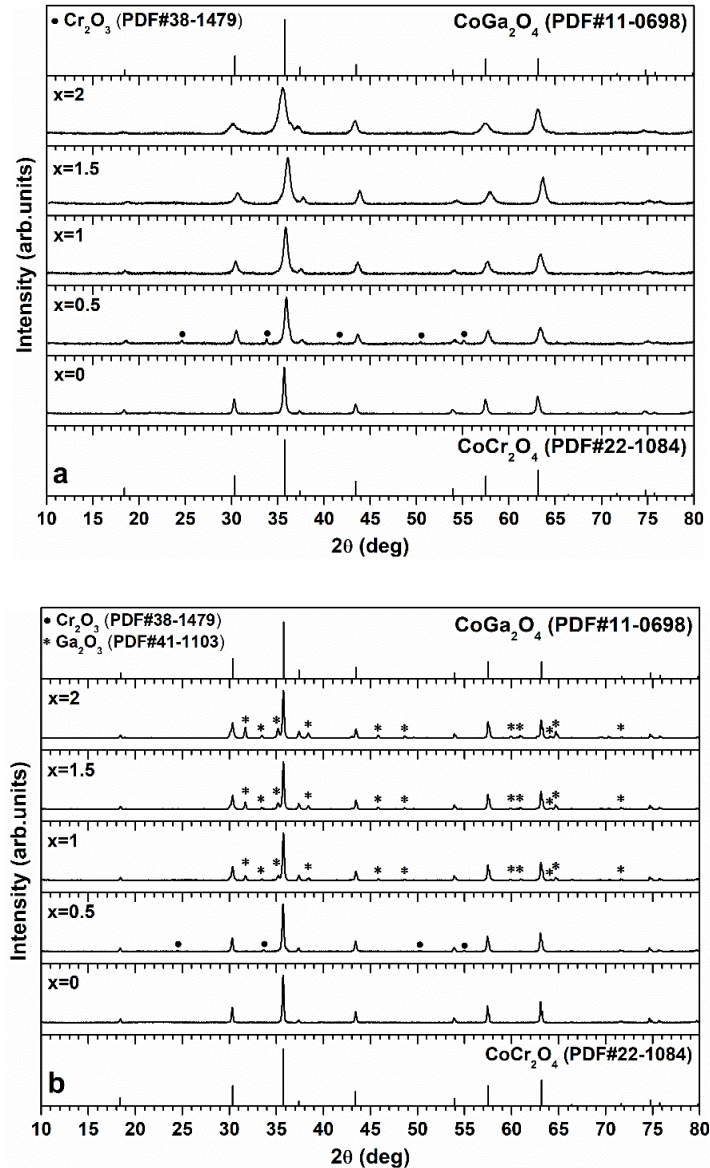 • Cr₂O₃ (PDF#38-1479)
CoGa₂O₄ (PDF#11-0698)
x=2
x=1.5
x=1
x=0.5
x=0
CoCr₂O₄ (PDF#22-1084)
a
Intensity (arb.units)
10 15 20 25 30 35 40 45 50 55 60 65 70 75 80
2θ (deg)
• Cr₂O₃ (PDF#38-1479)
* Ga₂O₃ (PDF#41-1103)
CoGa₂O₄ (PDF#11-0698)
x=2
x=1.5
x=1
x=0.5
x=0
CoCr₂O₄ (PDF#22-1084)
b
Intensity (arb.units)
10 15 20 25 30 35 40 45 50 55 60 65 70 75 80
2θ (deg)